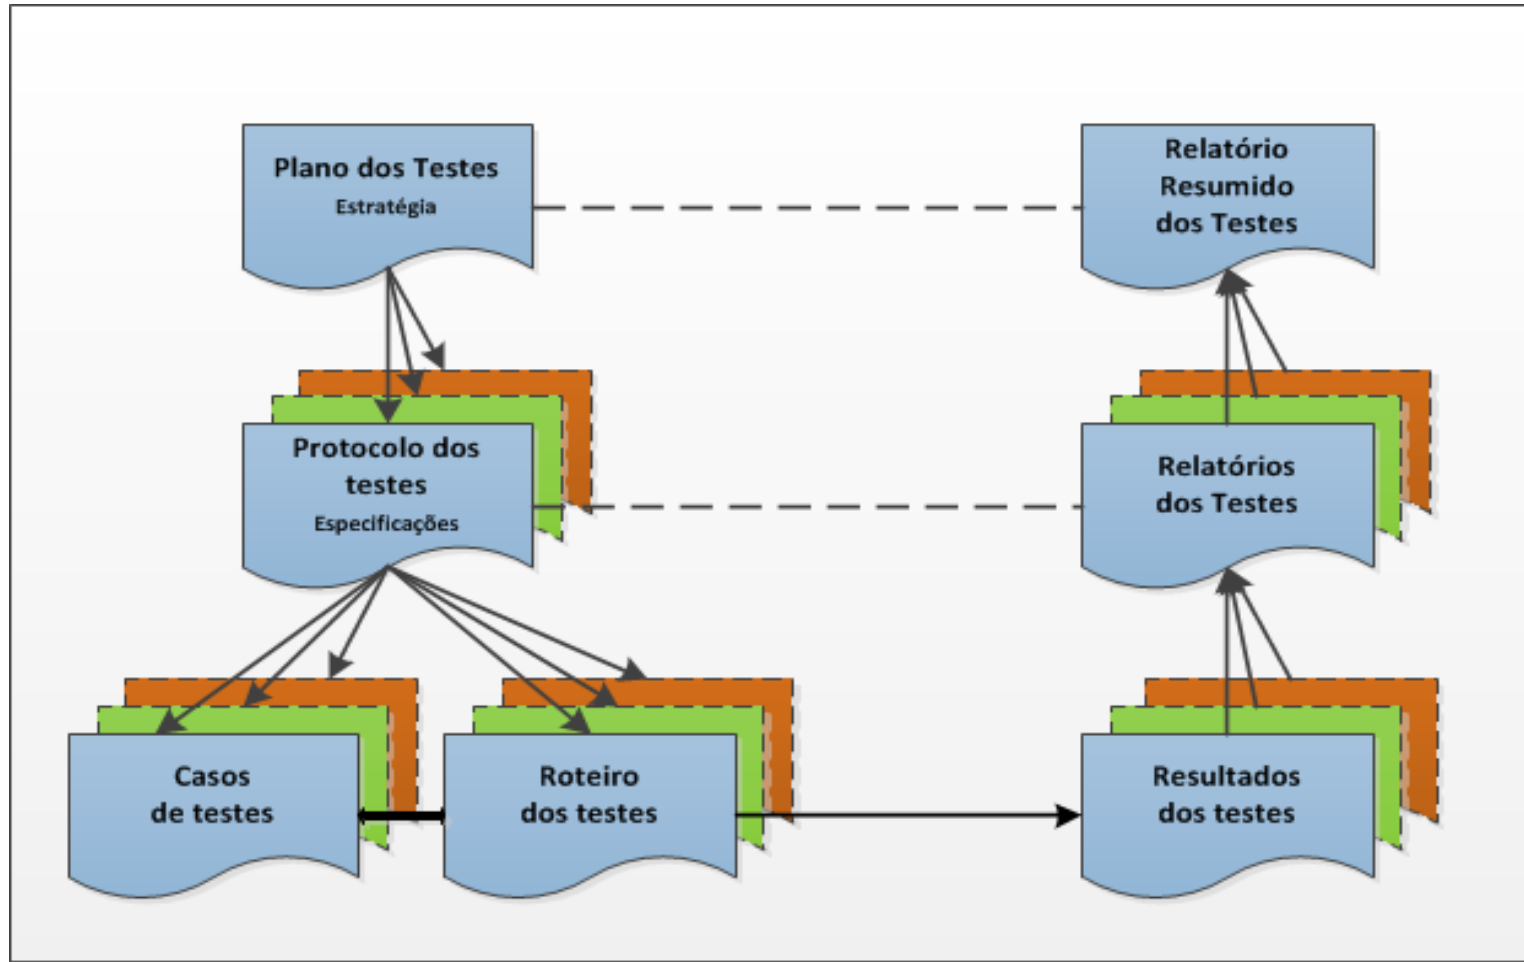 Plano dos Testes
Estratégia
Relatório
Resumido
dos Testes
Protocolo dos
testes
Especificações
Relatórios
dos Testes
Casos
de testes
Roteiro
dos testes
Resultados
dos testes